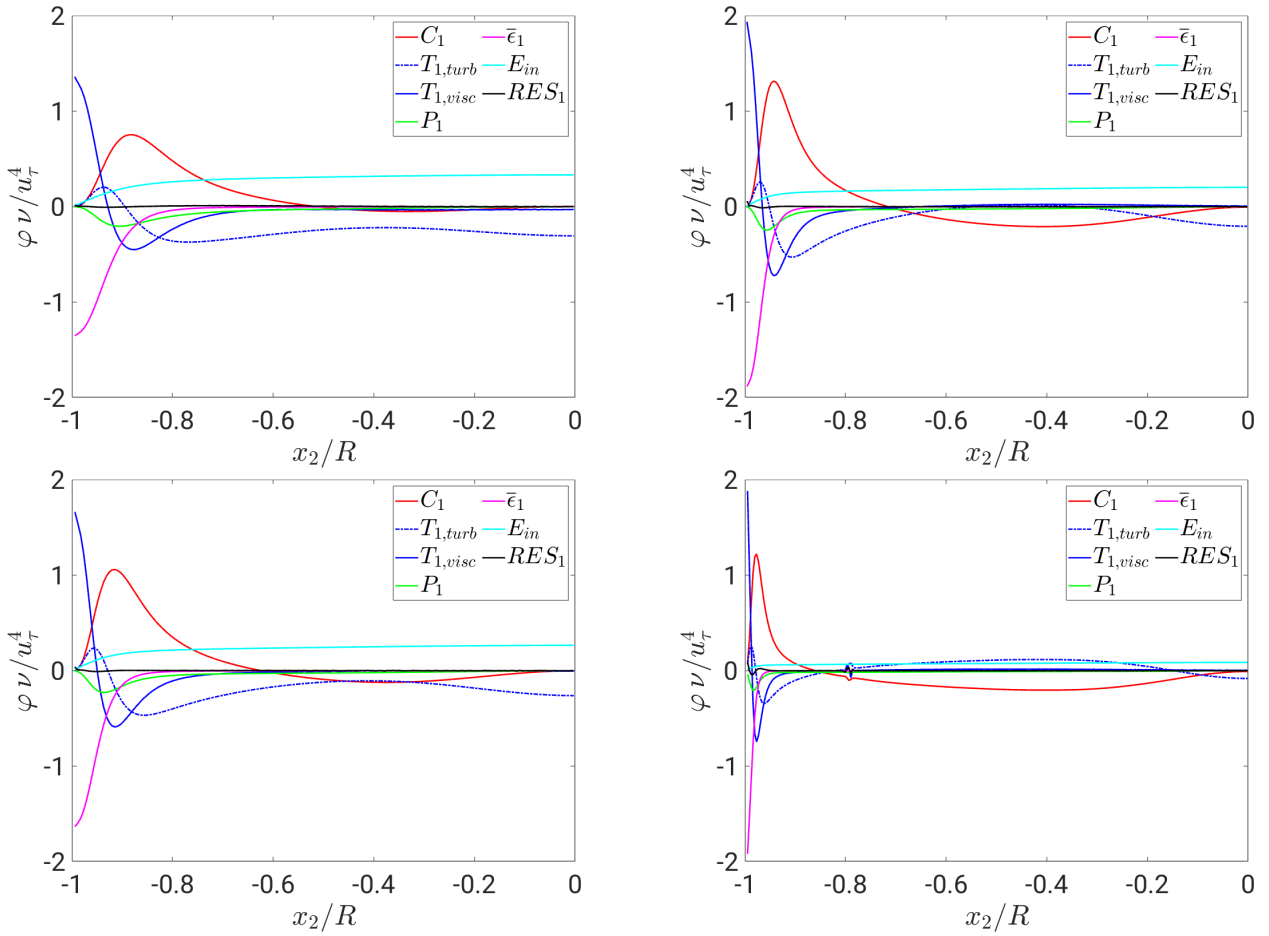 2
1
0
-1
-2
φ ν/u_τ^4
C_1 ε̄_1
T_{1,turb} E_{in}
T_{1,visc} RES_1
P_1
-1 -0.8 -0.6 -0.4 -0.2 0
x_2/R
2
1
0
-1
-2
φ ν/u_τ^4
C_1 ε̄_1
T_{1,turb} E_{in}
T_{1,visc} RES_1
P_1
-1 -0.8 -0.6 -0.4 -0.2 0
x_2/R
2
1
0
-1
-2
φ ν/u_τ^4
C_1 ε̄_1
T_{1,turb} E_{in}
T_{1,visc} RES_1
P_1
-1 -0.8 -0.6 -0.4 -0.2 0
x_2/R
2
1
0
-1
-2
φ ν/u_τ^4
C_1 ε̄_1
T_{1,turb} E_{in}
T_{1,visc} RES_1
P_1
-1 -0.8 -0.6 -0.4 -0.2 0
x_2/R